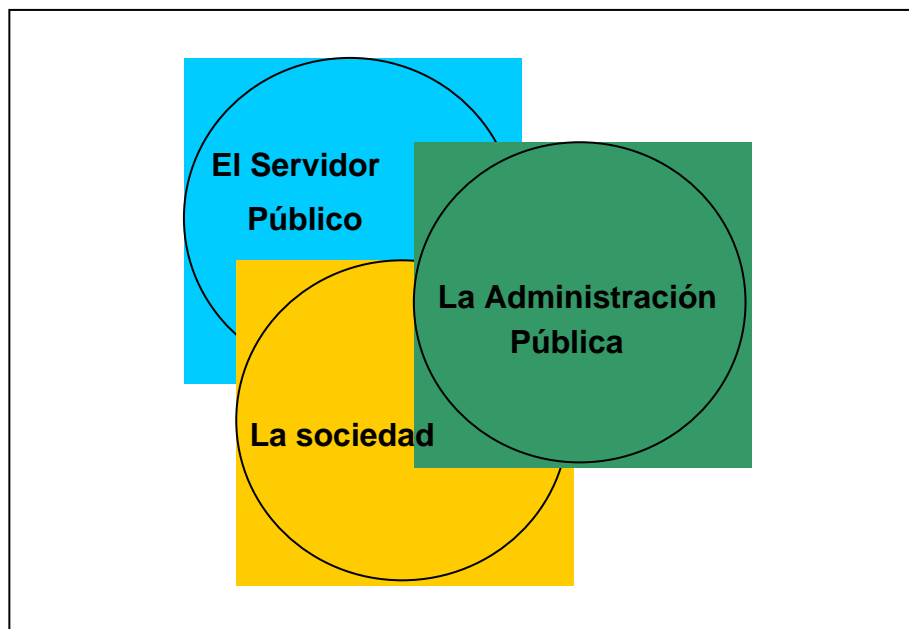 El Servidor
Público
La Administración
Pública
La sociedad